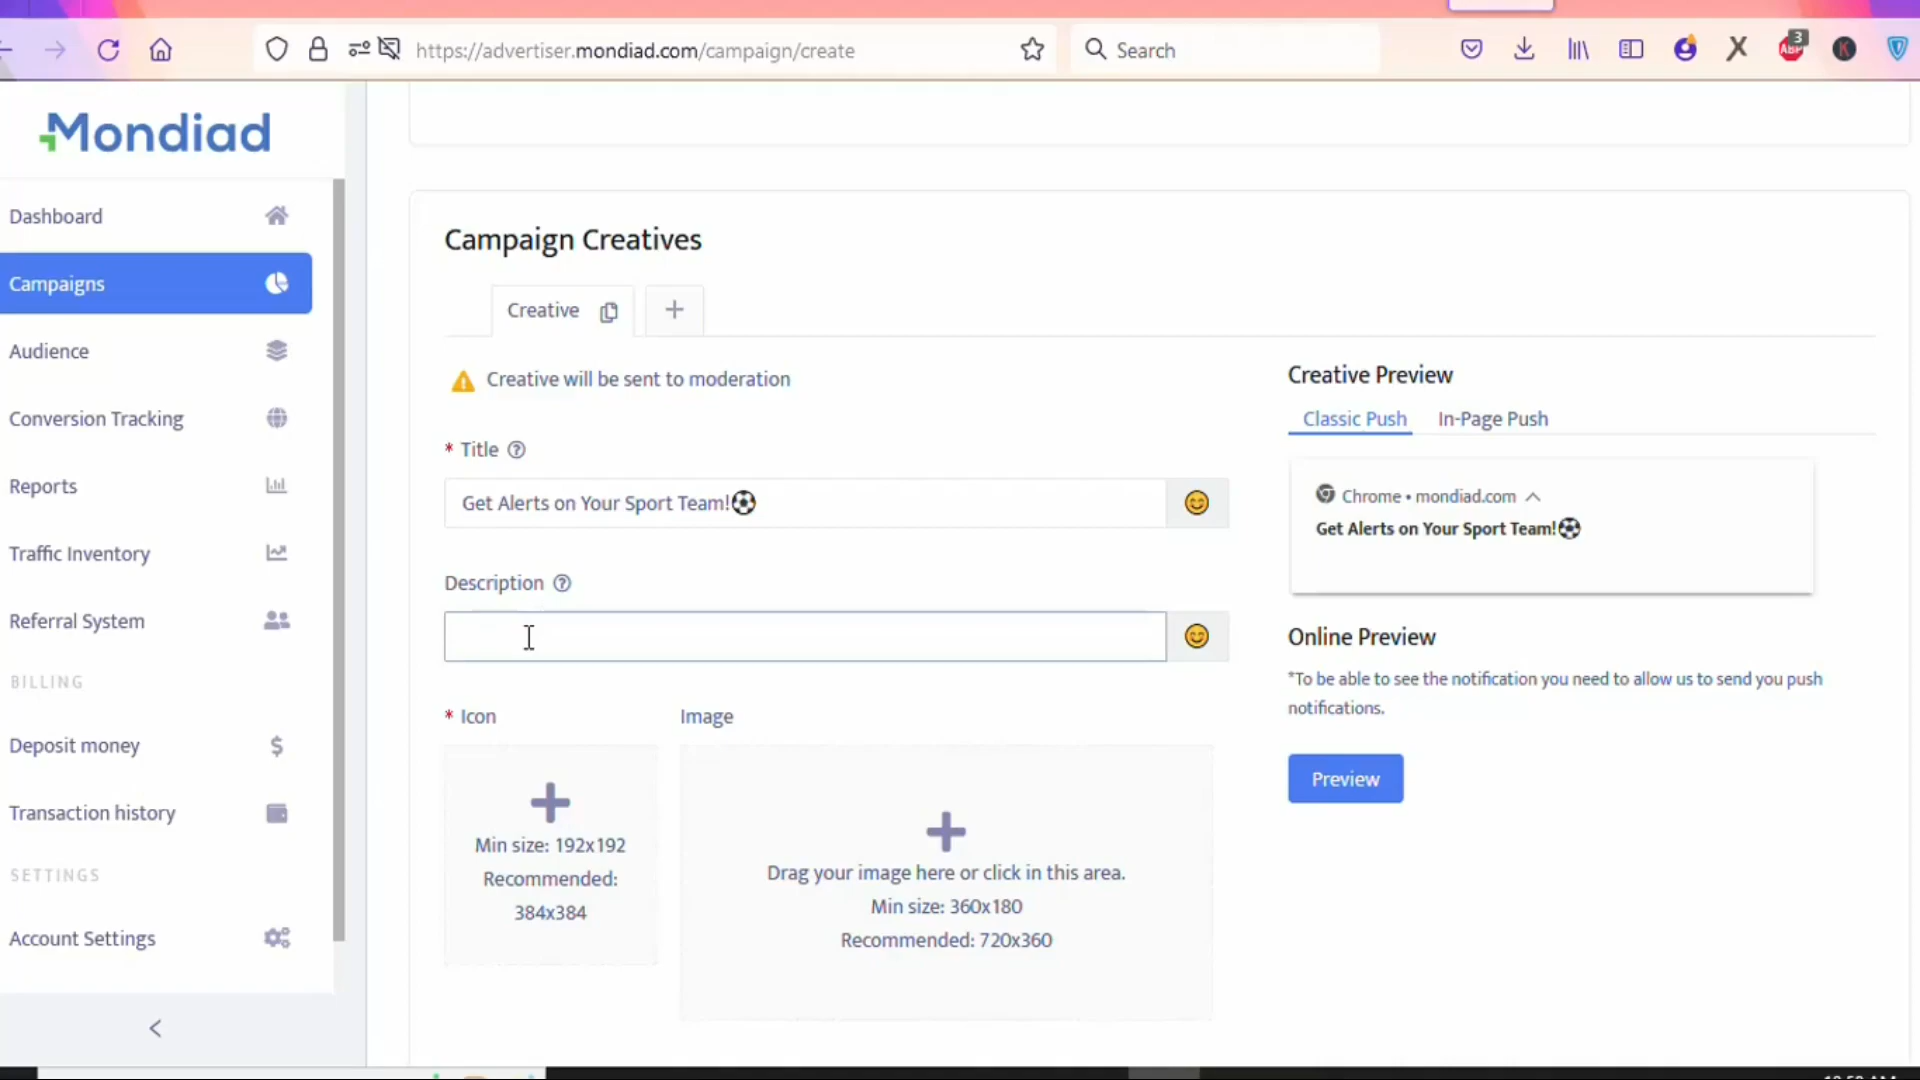 https://advertiser.mondiad.com/campaign/create
Search
ABP
3
K
Mondiad
Dashboard
Campaigns
Audience
Conversion Tracking
Reports
Traffic Inventory
Referral System
BILLING
Deposit money
Transaction history
SETTINGS
Account Settings
Campaign Creatives
Creative
Creative will be sent to moderation
* Title
Get Alerts on Your Sport Team!⚽
Description
* Icon
Min size: 192x192
Recommended:
384x384
Image
Drag your image here or click in this area.
Min size: 360x180
Recommended: 720x360
Creative Preview
Classic Push In-Page Push
Chrome • mondiad.com
Get Alerts on Your Sport Team!⚽
Online Preview
*To be able to see the notification you need to allow us to send you push
notifications.
Preview